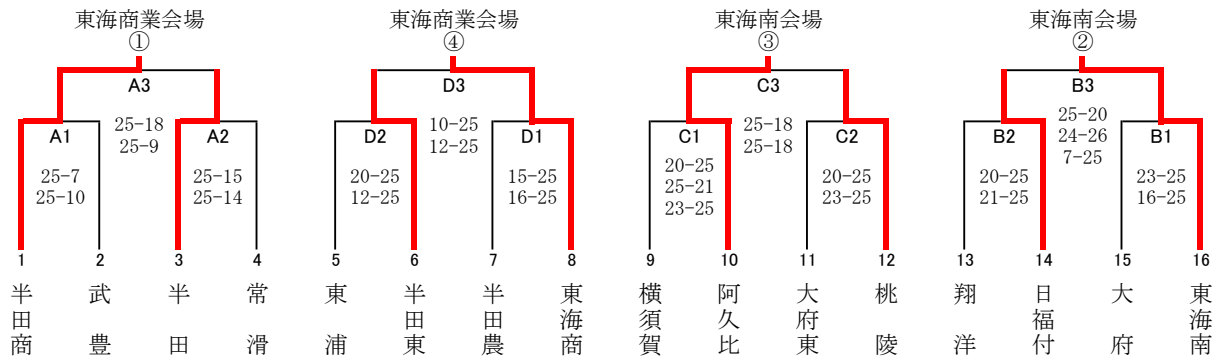 東海商業会場 東海商業会場 東海南会場 東海南会場
① ④ ③ ②
A3 D3 C3 B3
25-18 10-25 25-18 25-20
25-9 12-25 25-18 24-26
7-25
A1 A2 D2 D1 C1 C2 B2 B1
25-7 25-15 20-25 15-25 20-25 20-25 20-25 23-25
25-10 25-14 12-25 16-25 25-21 23-25 21-25 16-25
23-25
1 2 3 4 5 6 7 8 9 10 11 12 13 14 15 16
半田商 武豊 半田 常滑 東浦 半田東 半田農 東海商 横須賀 阿久比 大府東 桃陵 翔洋 日福付 大府 東海南